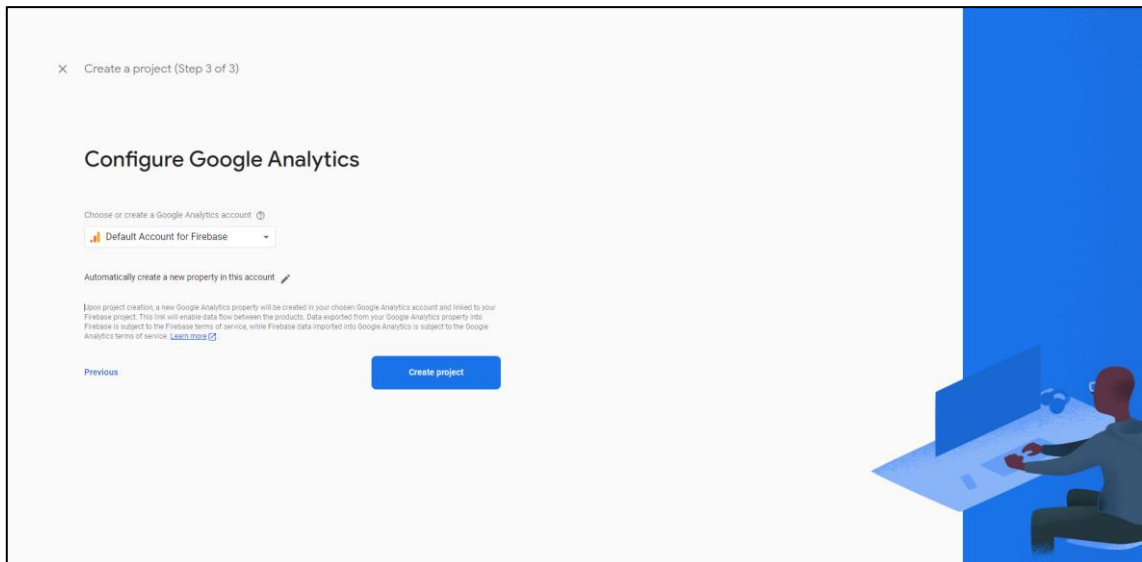 Create a project (Step 3 of 3)
Configure Google Analytics
Choose or create a Google Analytics account
Default Account for Firebase
Automatically create a new property in this account
Upon project creation, a new Google Analytics property will be created in your chosen Google Analytics account and linked to your
Firebase project. This link will enable data flow between the products. Data exported from your Google Analytics property into
Firebase is subject to the Firebase terms of service, while Firebase data imported into Google Analytics is subject to the Google
Analytics terms of service. Learn more
Previous
Create project